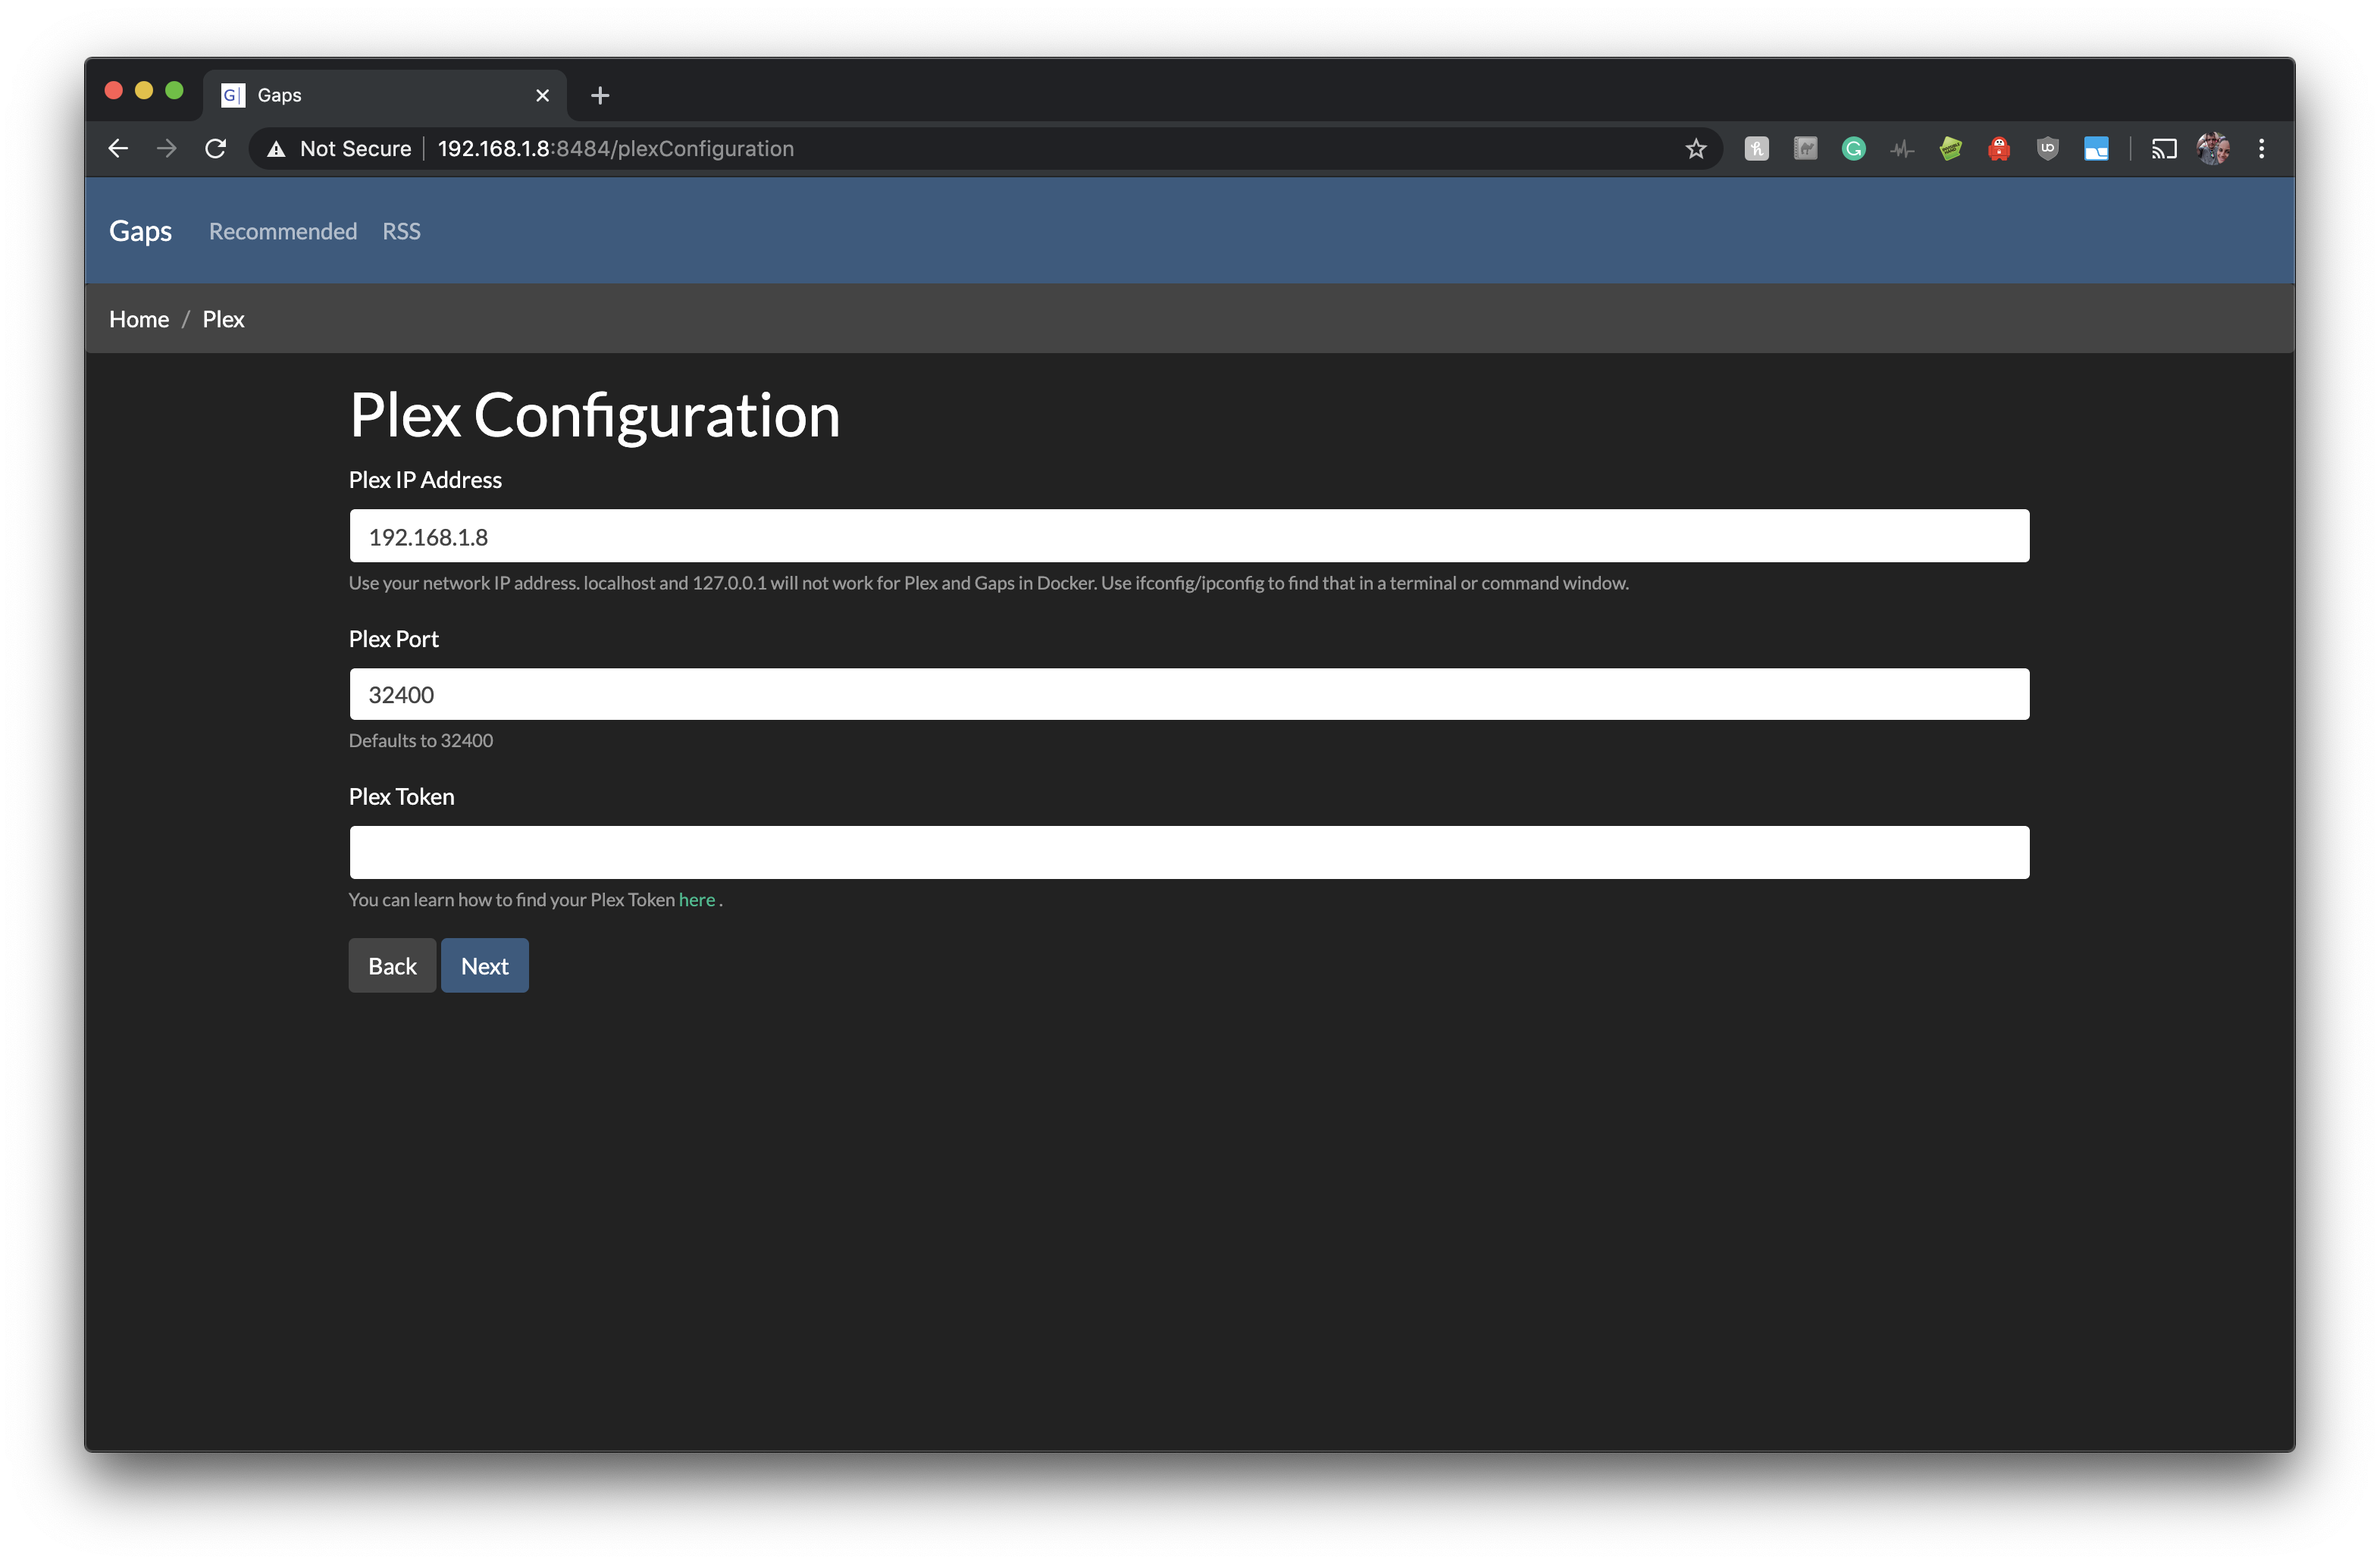 G| Gaps
Not Secure 192.168.1.8:8484/plexConfiguration
Gaps Recommended RSS
Home / Plex
Plex Configuration
Plex IP Address
192.168.1.8
Use your network IP address. localhost and 127.0.0.1 will not work for Plex and Gaps in Docker. Use ifconfig/ipconfig to find that in a terminal or command window.
Plex Port
32400
Defaults to 32400
Plex Token
You can learn how to find your Plex Token here .
Back Next